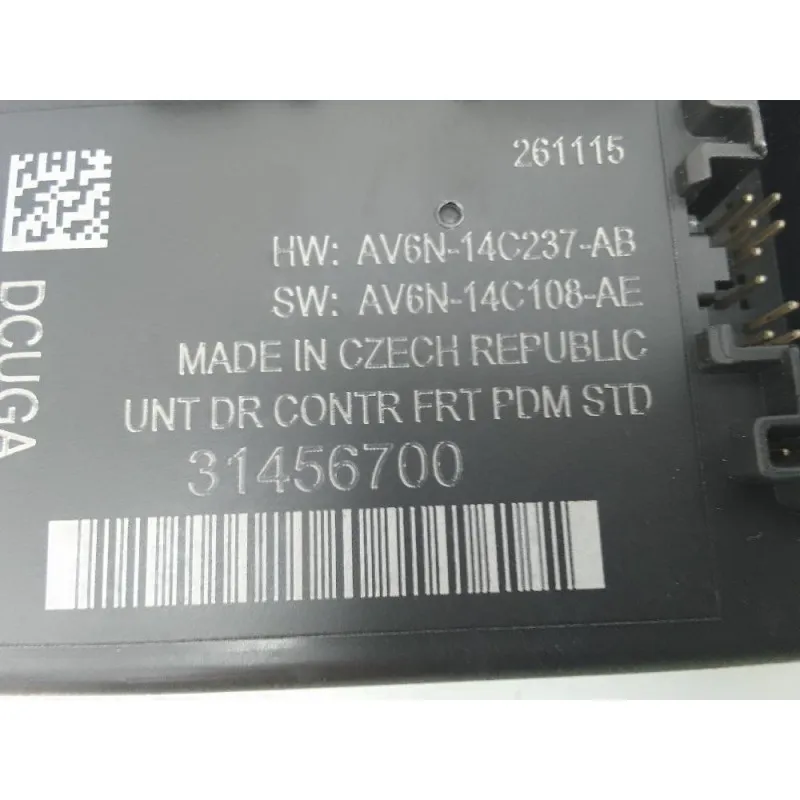 261115
HW: AV6N-14C237-AB
SW: AV6N-14C108-AE
MADE IN CZECH REPUBLIC
UNT DR CONTR FRT PDM STD
31456700
DCUGA